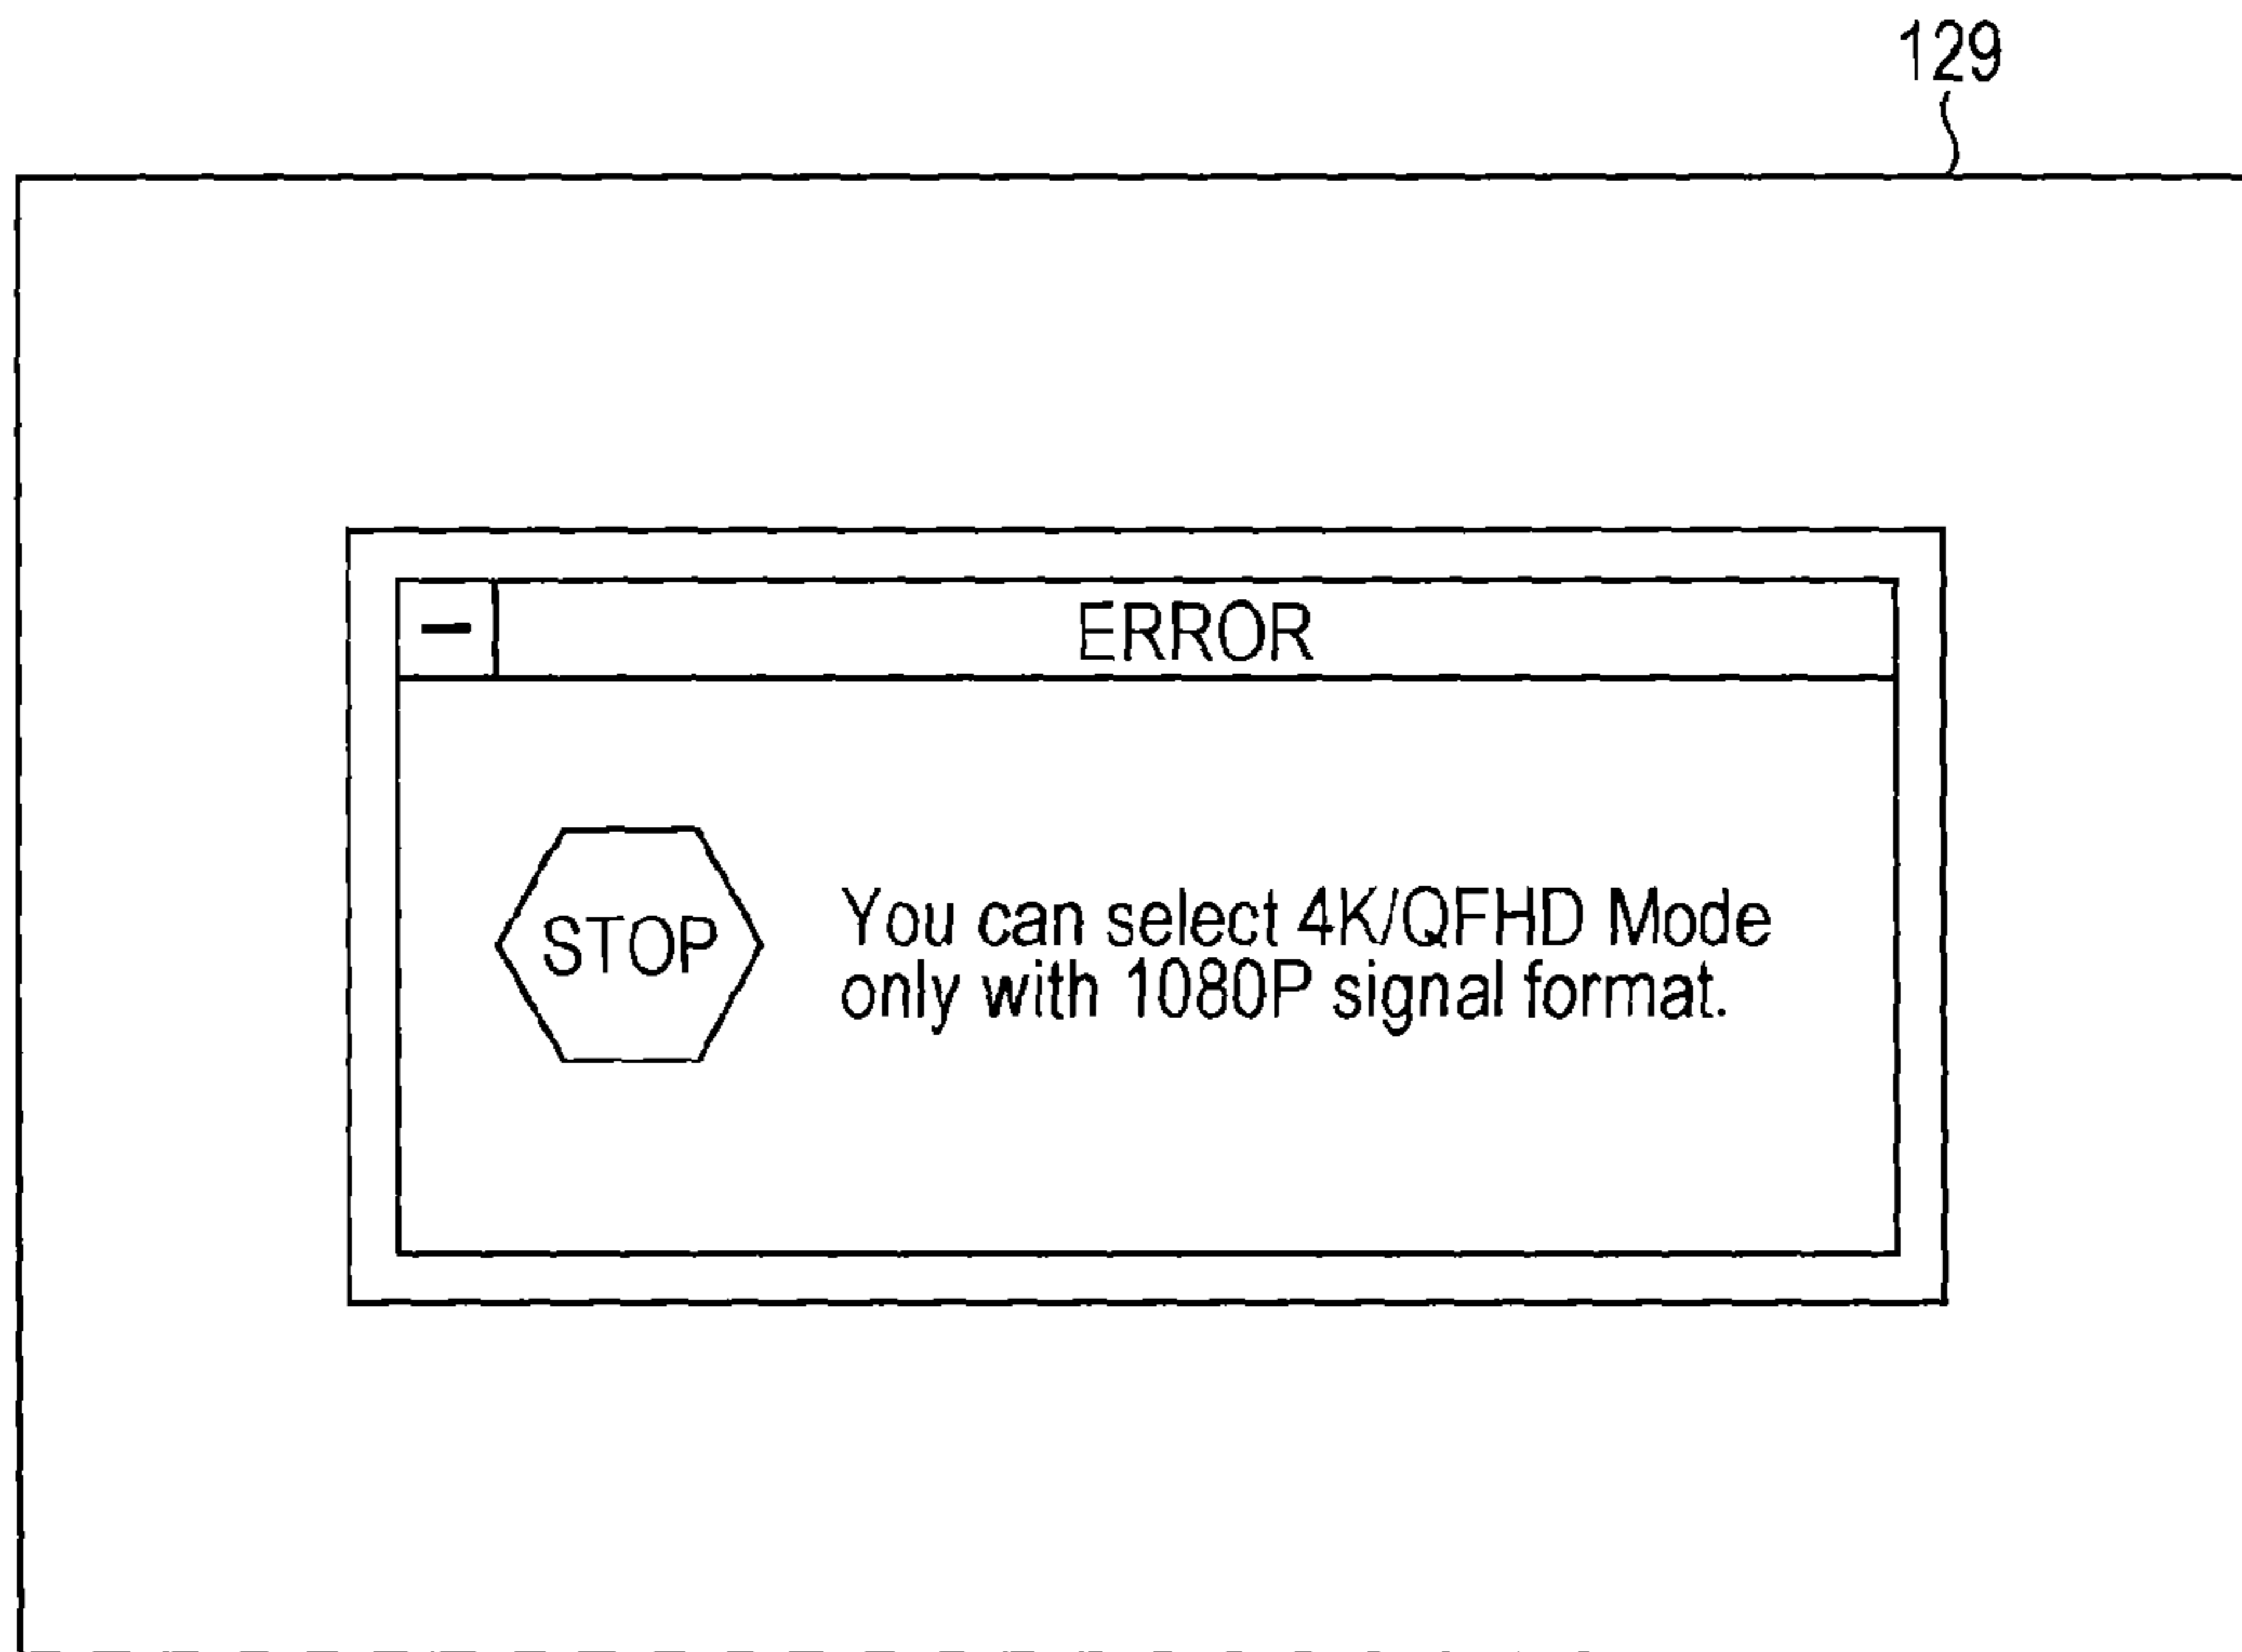 129
ERROR
STOP
You can select 4K/QFHD Mode
only with 1080P signal format.